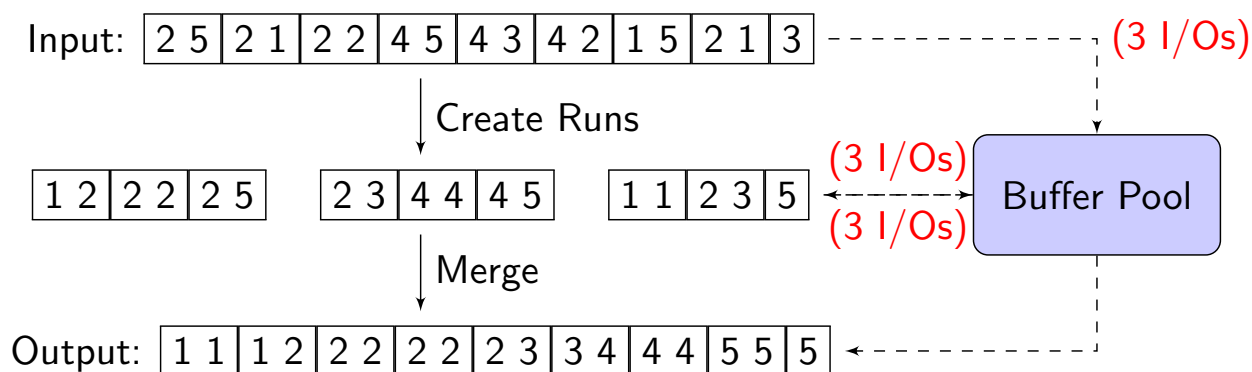 Input: 2 5 2 1 2 2 4 5 4 3 4 2 1 5 2 1 3
(3 I/Os)
Create Runs
1 2 2 2 2 5
2 3 4 4 4 5
1 1 2 3 5
(3 I/Os)
(3 I/Os)
Buffer Pool
Merge
Output: 1 1 1 2 2 2 2 2 2 3 3 4 4 4 5 5 5